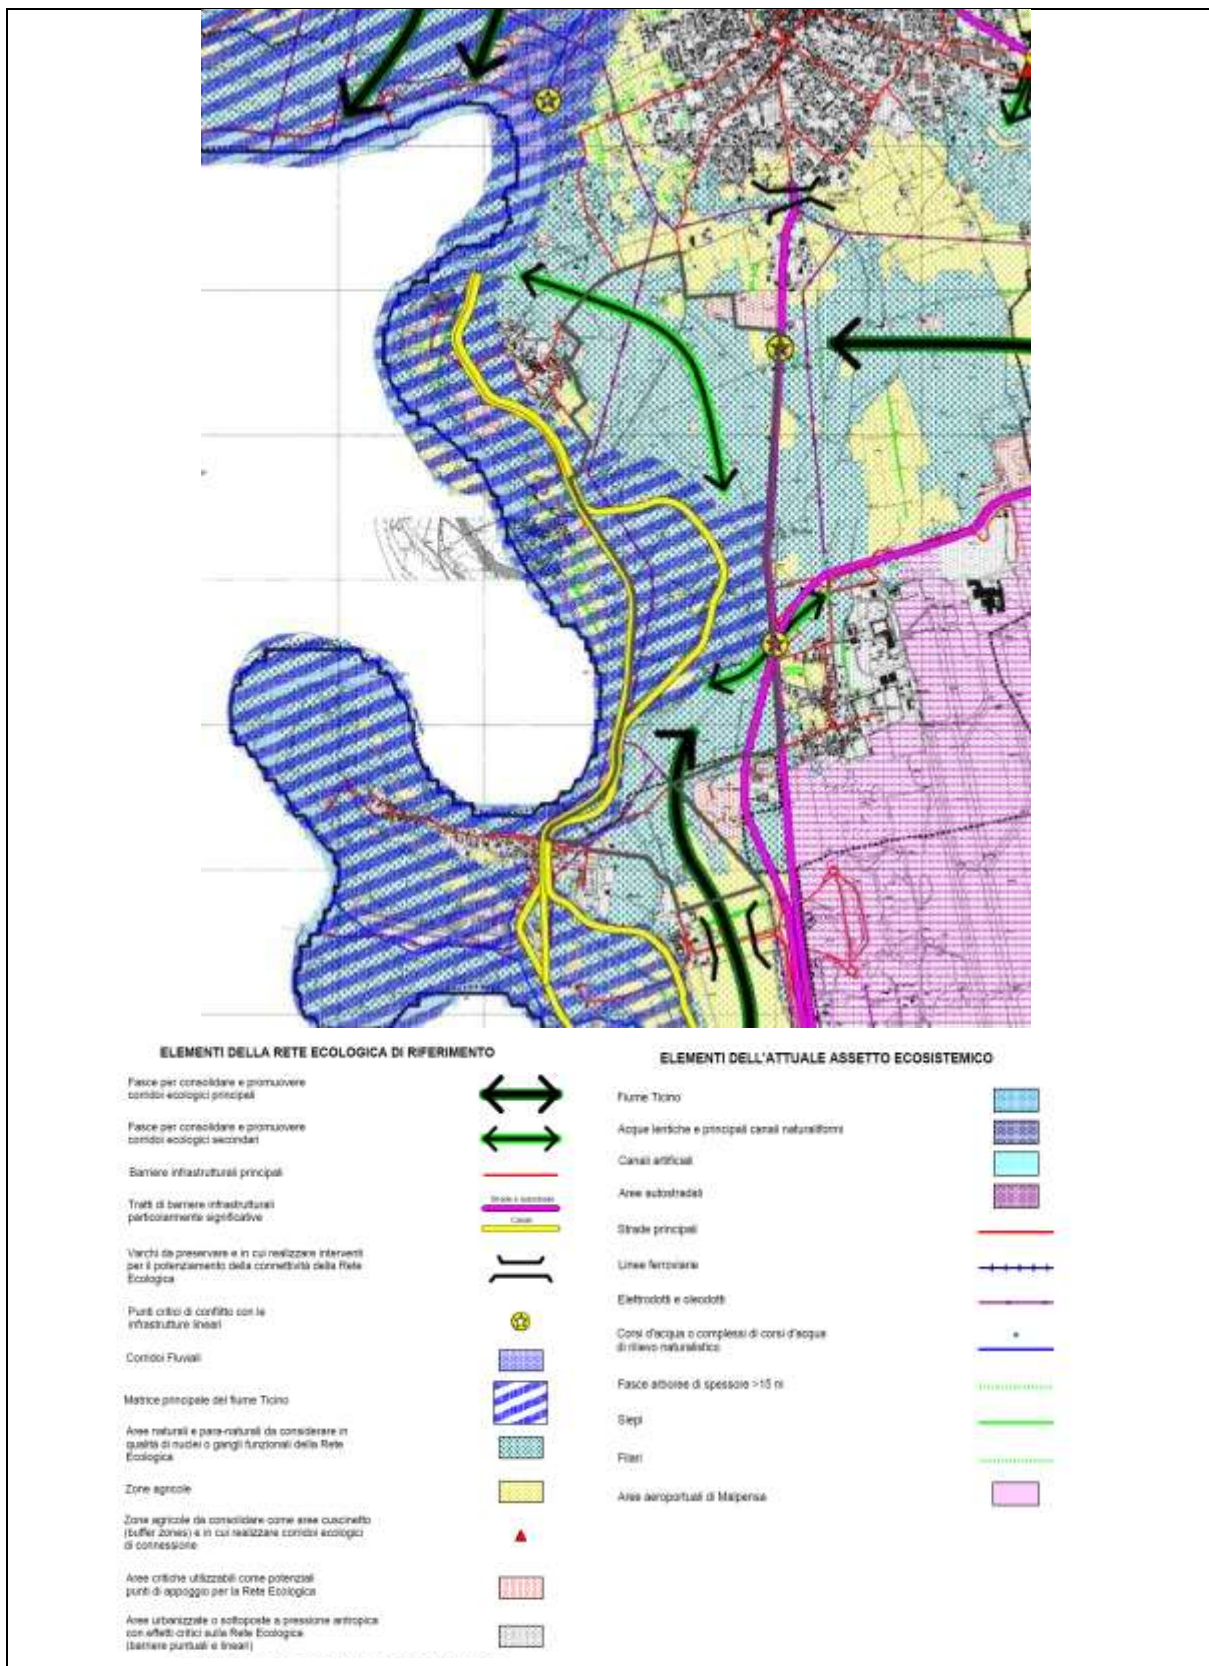 ELEMENTI DELLA RETE ECOLOGICA DI RIFERIMENTO
Fasce per consolidare e promuovere
corridoi ecologici principali
Fasce per consolidare e promuovere
corridoi ecologici secondari
Barriere infrastrutturali principali
Tratti di barriere infrastrutturali
particolarmente significative
Strade e autostrade
Canali
Varchi da preservare e in cui realizzare interventi
per il potenziamento della connettività della Rete
Ecologica
Punti critici di conflitto con le
infrastrutture lineari
Corridoi Fluviali
Matrice principale del fiume Ticino
Aree naturali e para-naturali da considerare in
qualità di nuclei o gangli funzionali della Rete
Ecologica
Zone agricole
Zone agricole da consolidare come aree cuscinetto
(buffer zones) e in cui realizzare corridoi ecologici
di connessione
Aree critiche utilizzabili come potenziali
punti di appoggio per la Rete Ecologica
Aree urbanizzate o sottoposte a pressione antropica
con effetti critici sulla Rete Ecologica
(barriere puntuali e lineari)
ELEMENTI DELL'ATTUALE ASSETTO ECOSISTEMICO
Fiume Ticino
Acque lentiche e principali canali naturaliformi
Canali artificiali
Aree autostradali
Strade principali
Linee ferroviarie
Elettrodotti e oleodotti
Corsi d'acqua o complessi di corsi d'acqua
di rilievo naturalistico
Fasce arboree di spessore >15 m
Siepi
Filari
Aree aeroportuali di Malpensa